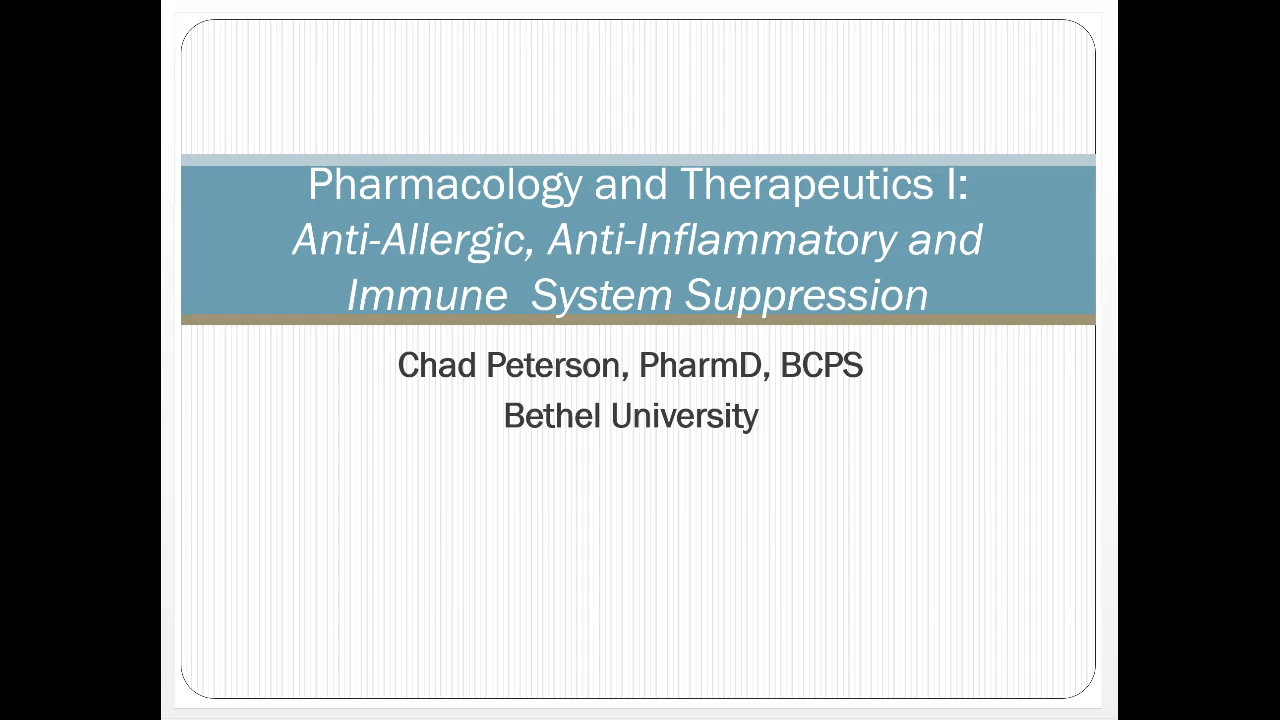 Pharmacology and Therapeutics I:
Anti-Allergic, Anti-Inflammatory and
Immune  System Suppression
Chad Peterson, PharmD, BCPS
Bethel University